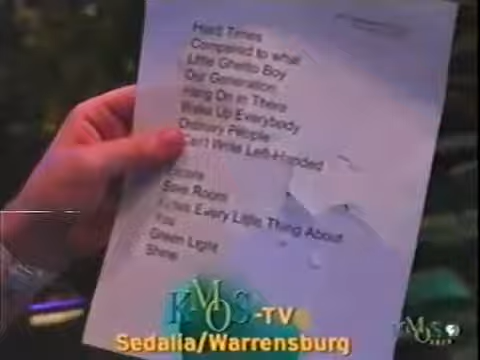 Hard Times
Compared to what
Little Ghetto Boy
Our Generation
Hang On in There
Wake Up Everybody
Ordinary People
Can't Write Left-Handed
Save Room
Every Little Thing About
You
Green Light
Shine
KMOS-TV
Sedalia/Warrensburg
KMOS